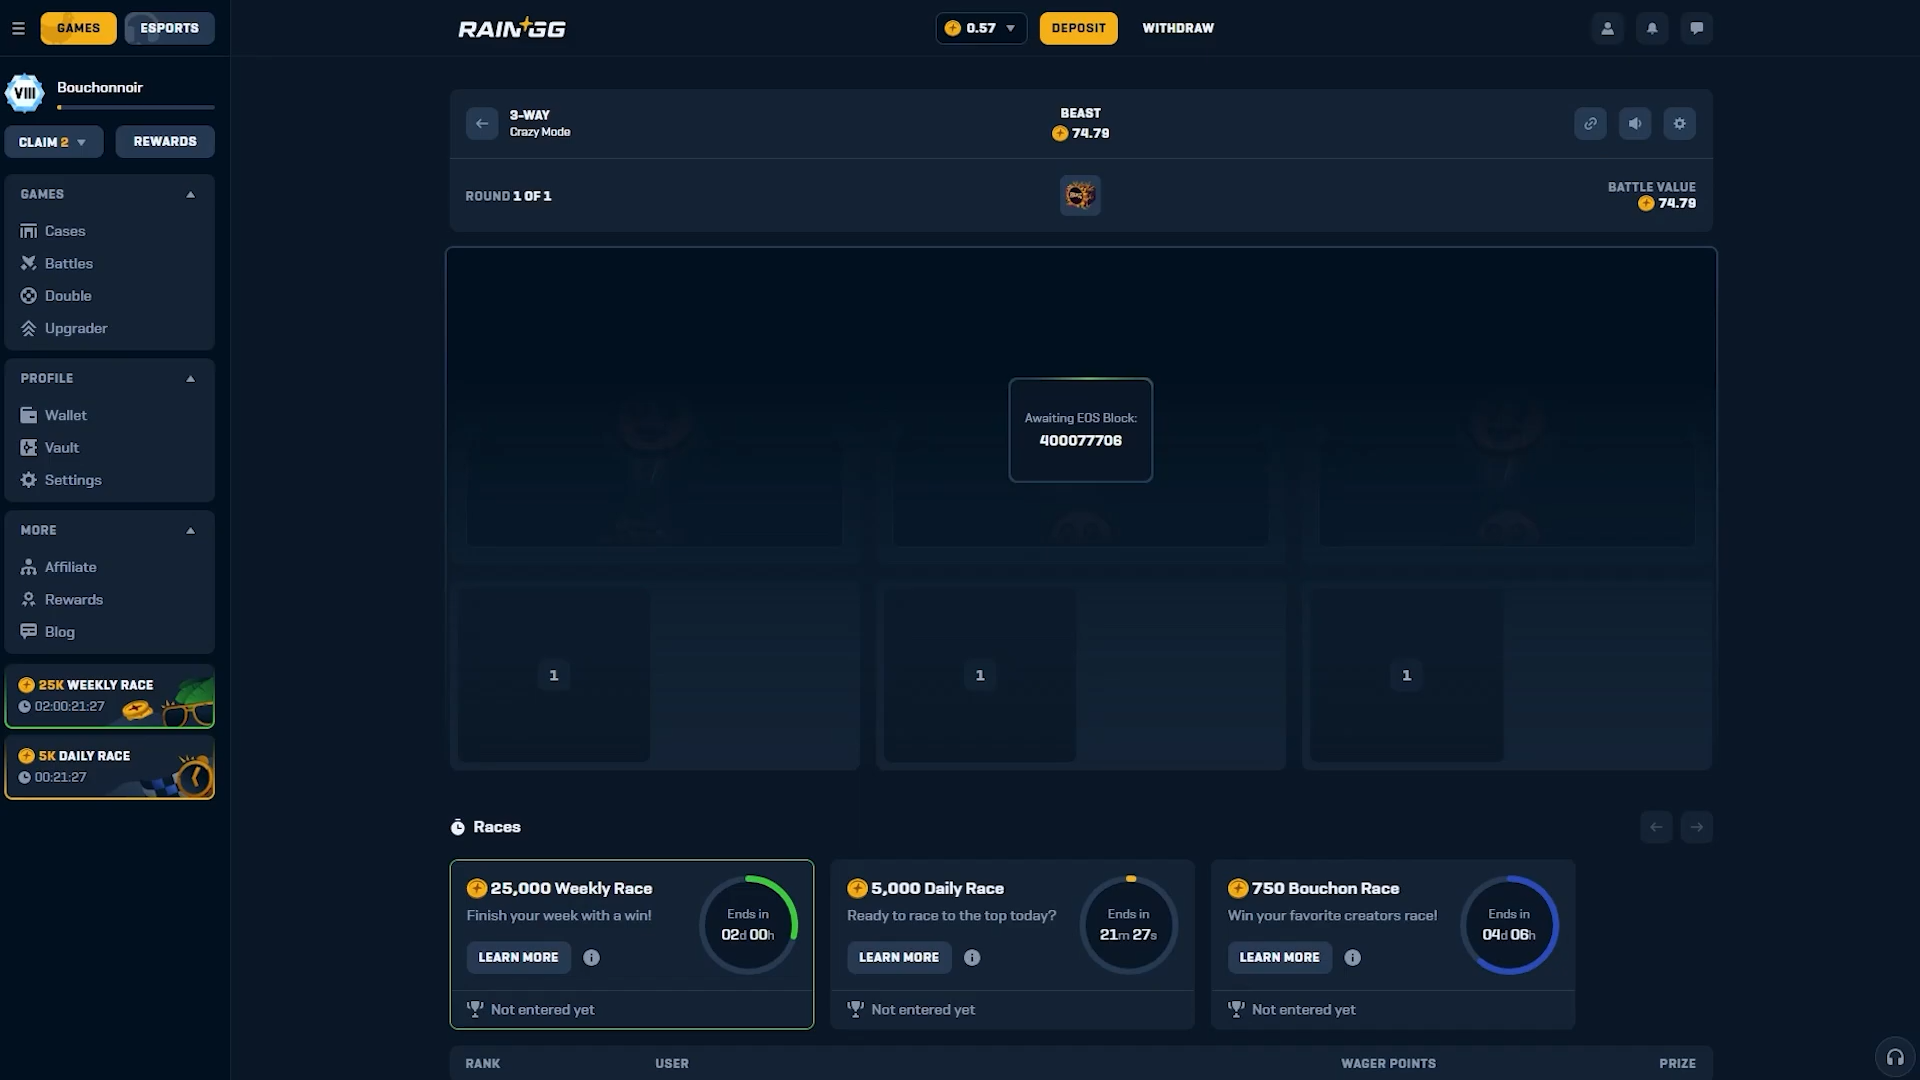 GAMES
ESPORTS
RAIN GG
0.57
DEPOSIT
WITHDRAW
VIII
Bouchonnoir
CLAIM 2
REWARDS
GAMES
Cases
Battles
Double
Upgrader
PROFILE
Wallet
Vault
Settings
MORE
Affiliate
Rewards
Blog
25K WEEKLY RACE
02:00:21:27
5K DAILY RACE
00:21:27
3-WAY
Crazy Mode
BEAST
74.79
ROUND 1 OF 1
BATTLE VALUE
74.79
Awaiting EOS Block:
400077706
1
1
1
Races
25,000 Weekly Race
Finish your week with a win!
LEARN MORE
Ends in
02d 00h
Not entered yet
5,000 Daily Race
Ready to race to the top today?
LEARN MORE
Ends in
21m 27s
Not entered yet
750 Bouchon Race
Win your favorite creators race!
LEARN MORE
Ends in
04d 06h
Not entered yet
RANK
USER
WAGER POINTS
PRIZE